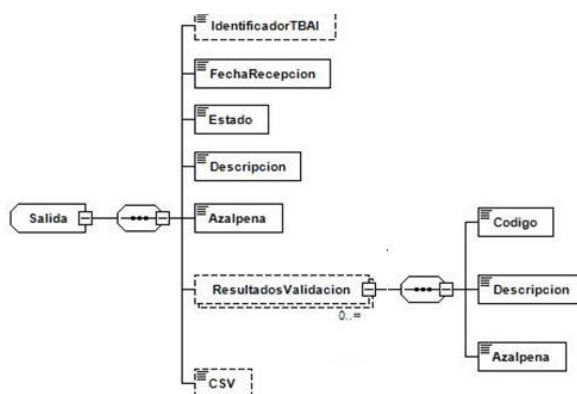 IdentificadorTBAI
FechaRecepcion
Estado
Descripcion
Salida
Azalpena
Codigo
ResultadosValidacion
0..∞
Descripcion
Azalpena
CSV